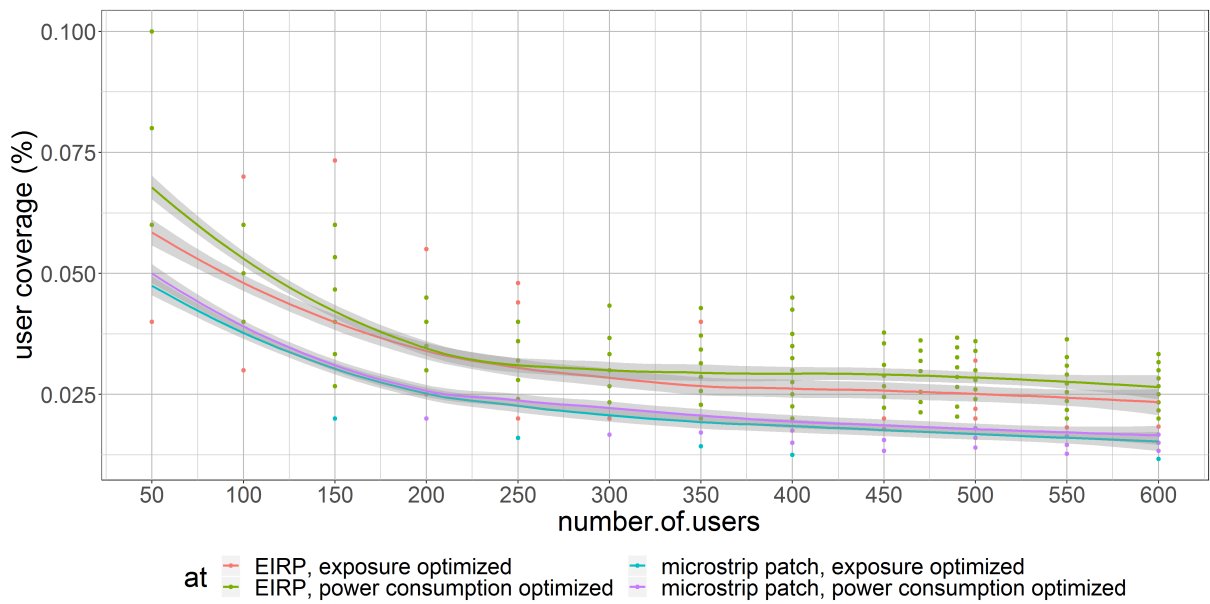 0.100
0.075
0.050
0.025
user coverage (%)
50 100 150 200 250 300 350 400 450 500 550 600
number.of.users
at
EIRP, exposure optimized
EIRP, power consumption optimized
microstrip patch, exposure optimized
microstrip patch, power consumption optimized